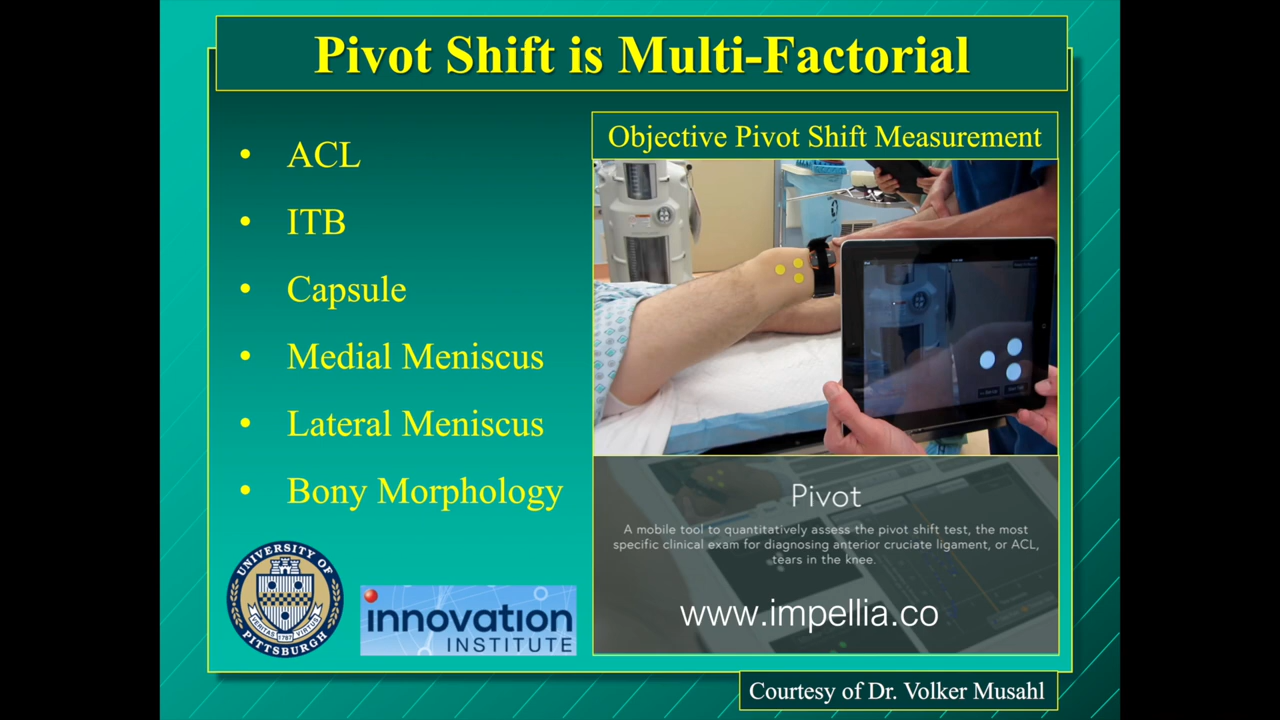 Pivot Shift is Multi-Factorial
• ACL
• ITB
• Capsule
• Medial Meniscus
• Lateral Meniscus
• Bony Morphology
Objective Pivot Shift Measurement
Pivot
A mobile tool to quantitatively assess the pivot shift test, the most
specific clinical exam for diagnosing anterior cruciate ligament, or ACL,
tears in the knee.
www.impellia.co
UNIVERSITY OF
PITTSBURGH
VERITAS 1787 VIRTUS
innovation
INSTITUTE
Courtesy of Dr. Volker Musahl